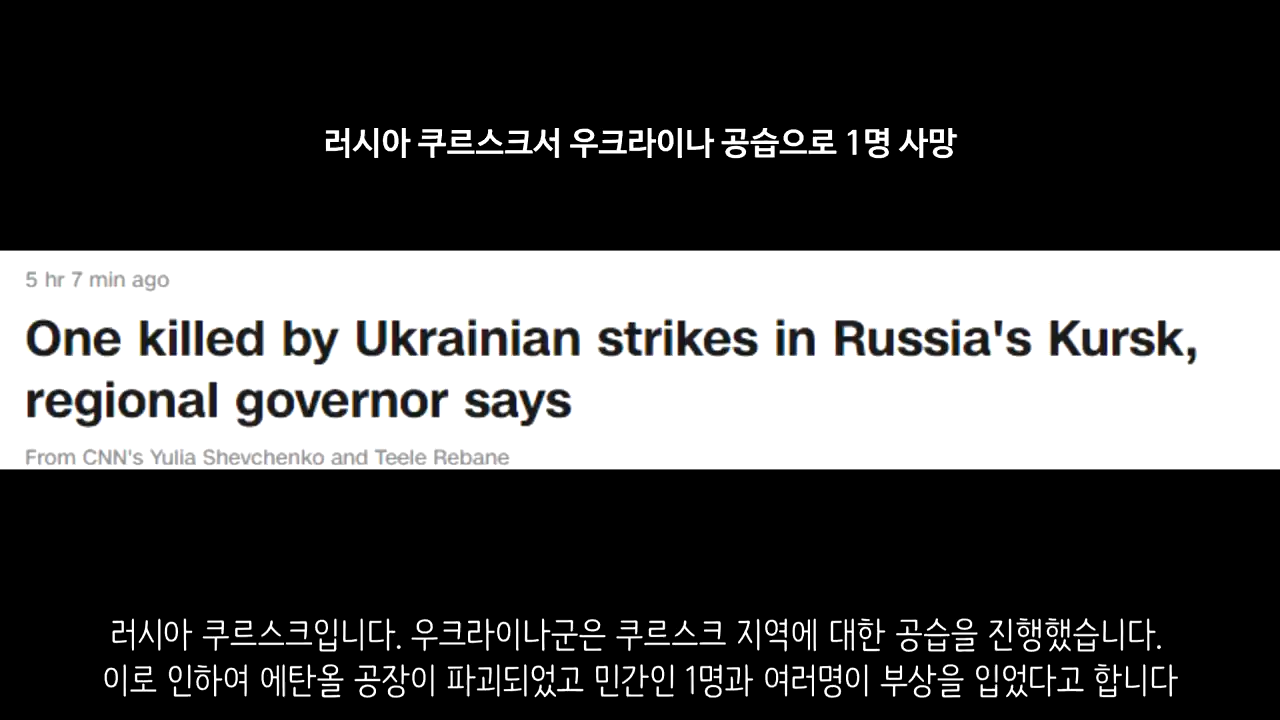 러시아 쿠르스크서 우크라이나 공습으로 1명 사망
5 hr 7 min ago
One killed by Ukrainian strikes in Russia's Kursk,
regional governor says
From CNN's Yulia Shevchenko and Teele Rebane
러시아 쿠르스크입니다. 우크라이나군은 쿠르스크 지역에 대한 공습을 진행했습니다.
이로 인하여 에탄올 공장이 파괴되었고 민간인 1명과 여러명이 부상을 입었다고 합니다